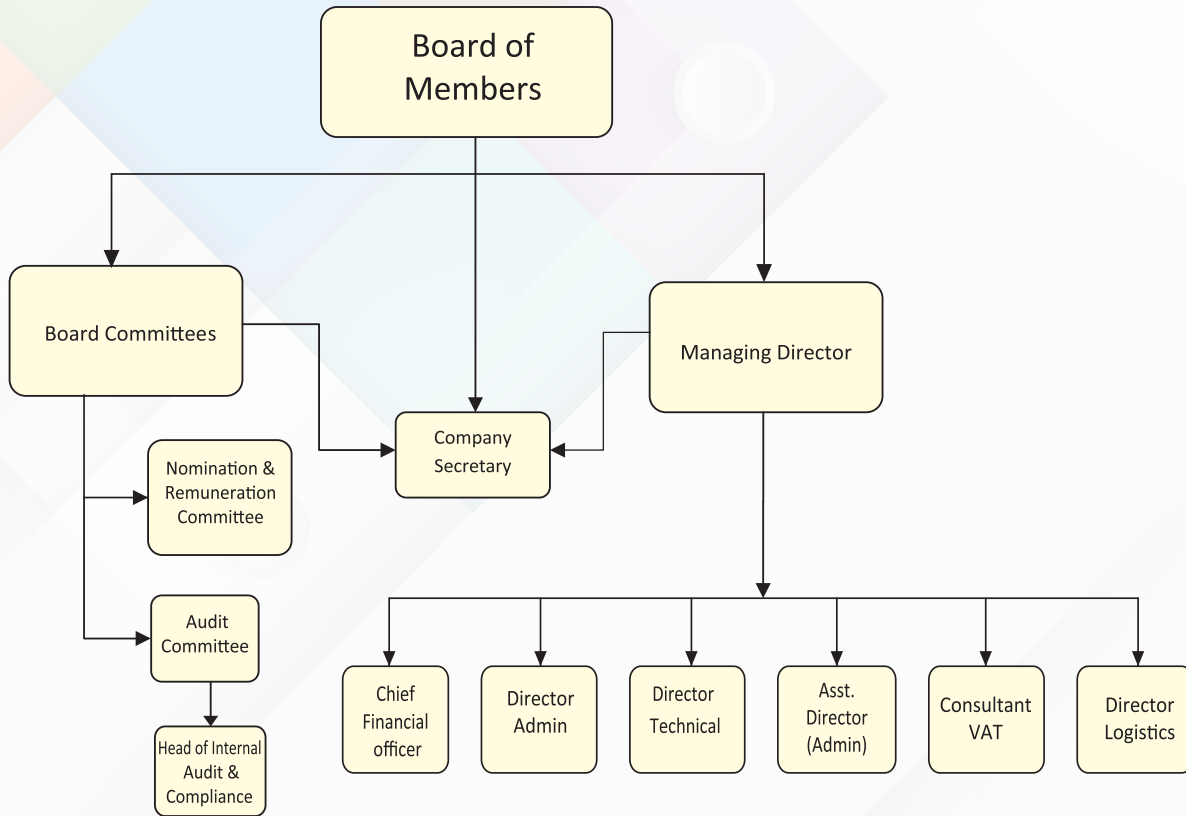 Board of
Members
Board Committees
Managing Director
Company
Secretary
Nomination &
Remuneration
Committee
Audit
Committee
Head of Internal
Audit &
Compliance
Chief
Financial
officer
Director
Admin
Director
Technical
Asst.
Director
(Admin)
Consultant
VAT
Director
Logistics